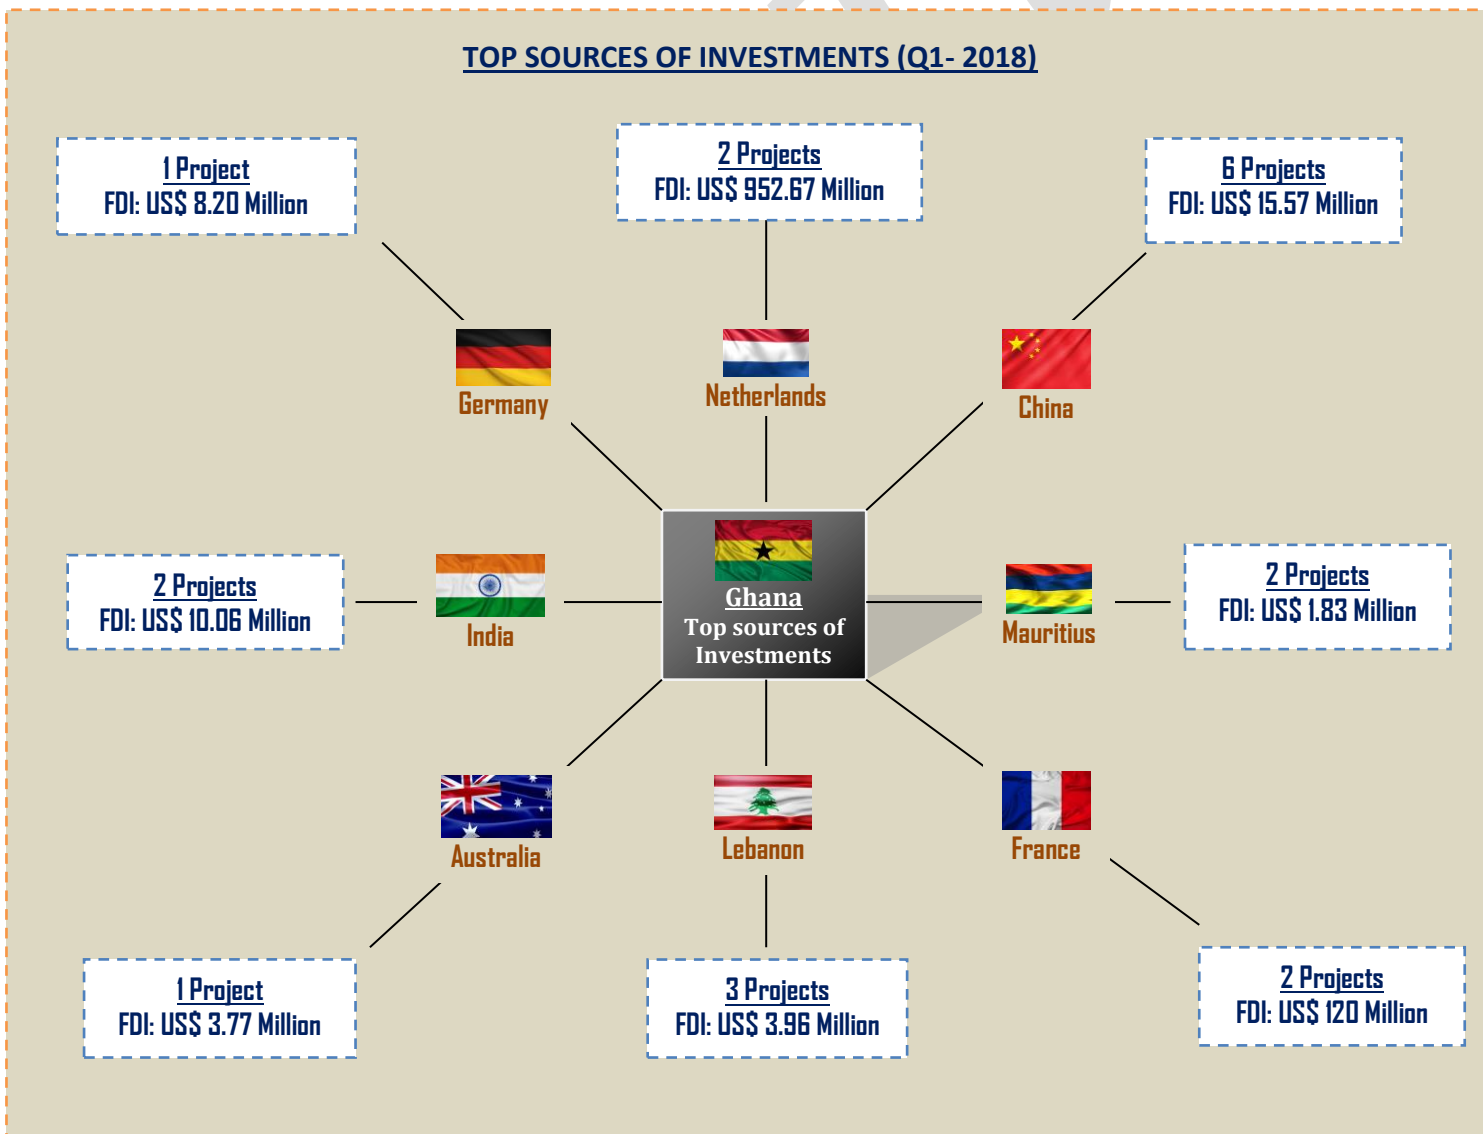 TOP SOURCES OF INVESTMENTS (Q1- 2018)
1 Project
FDI: US$ 8.20 Million
2 Projects
FDI: US$ 952.67 Million
6 Projects
FDI: US$ 15.57 Million
Germany
Netherlands
China
2 Projects
FDI: US$ 10.06 Million
India
Ghana
Top sources of
Investments
Mauritius
2 Projects
FDI: US$ 1.83 Million
Australia
Lebanon
France
1 Project
FDI: US$ 3.77 Million
3 Projects
FDI: US$ 3.96 Million
2 Projects
FDI: US$ 120 Million